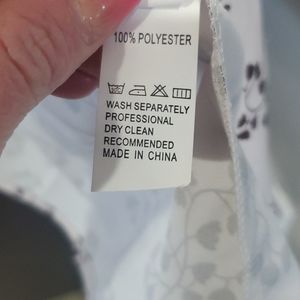 100% POLYESTER
WASH SEPARATELY
PROFESSIONAL
DRY CLEAN
RECOMMENDED
MADE IN CHINA